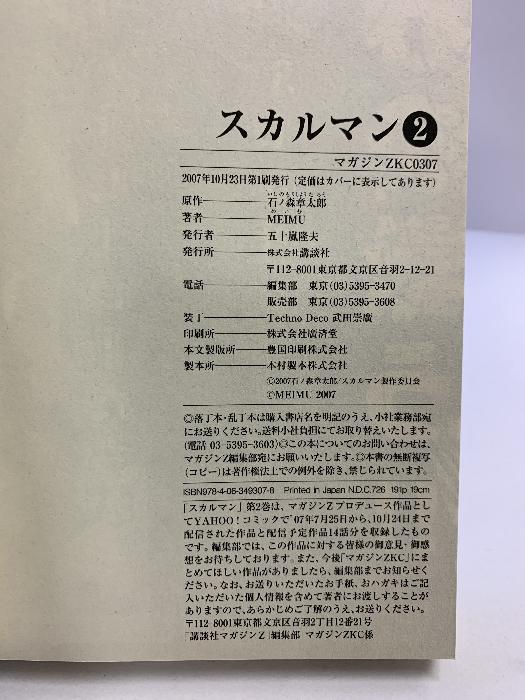 スカルマン❷
マガジンZKC0307
2007年10月23日第1刷発行(定価はカバーに表示してあります)
いしのもりしょうたろう
原作 石ノ森章太郎
めいむ
著者 MEIMU
発行者 五十嵐隆夫
発行所 株式会社講談社
〒112-8001東京都文京区音羽2-12-21
電話 編集部 東京(03)5395-3470
販売部 東京(03)5395-3608
装丁 Techno Deco 武田崇廣
印刷所 株式会社廣済堂
本文製版所 豊国印刷株式会社
製本所 本村製本株式会社
©2007石ノ森章太郎/スカルマン製作委員会
©MEIMU 2007
◎落丁本・乱丁本は購入書店名を明記のうえ、小社業務部宛
にお送りください。送料小社負担にてお取り替えいたします。
(電話 03-5395-3603)◎この本についてのお問い合わせは、
マガジンZ編集部宛にお願いいたします。◎本書の無断複写
(コピー)は著作権法上での例外を除き、禁じられています。
ISBN978-4-06-349307-8 Printed in Japan N.D.C.726 191p 19cm
「スカルマン」第2巻は、マガジンZプロデュース作品とし
てYAHOO!コミックで'07年7月25日から、10月24日まで
配信された作品と配信予定作品14話分を収録したもの
です。編集部では、この作品に対する皆様の御意見・御感
想をお待ちしております。また、今後「マガジンZKC」にま
とめてほしい作品がありましたら、編集部までお知らせく
ださい。なお、お送りいただいたお手紙、おハガキはご記
入いただいた個人情報を含めて著者にお渡しすることが
ありますので、あらかじめご了解のうえ、お送りください。
〒112-8001 東京都文京区音羽2丁目12番21号
「講談社マガジンZ」編集部 マガジンZKC係